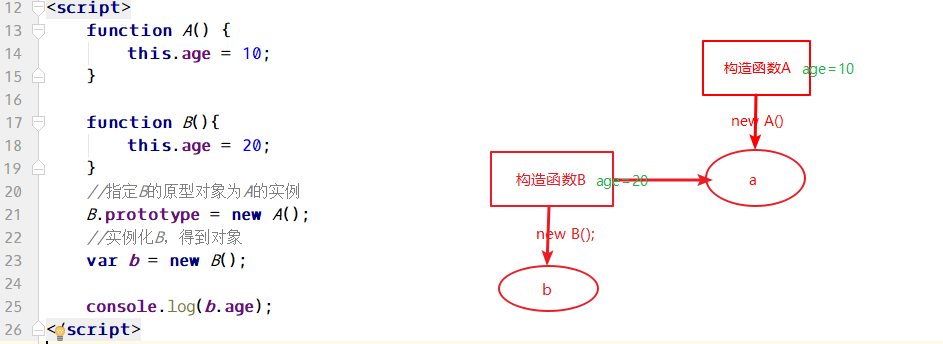 12 <script>
13 function A() {
14 this.age = 10;
15 }
16
17 function B(){
18 this.age = 20;
19 }
20 //指定B的原型对象为A的实例
21 B.prototype = new A();
22 //实例化B，得到对象
23 var b = new B();
24
25 console.log(b.age);
26 </script>
构造函数A age=10
new A()
构造函数B age=20
a
new B();
b